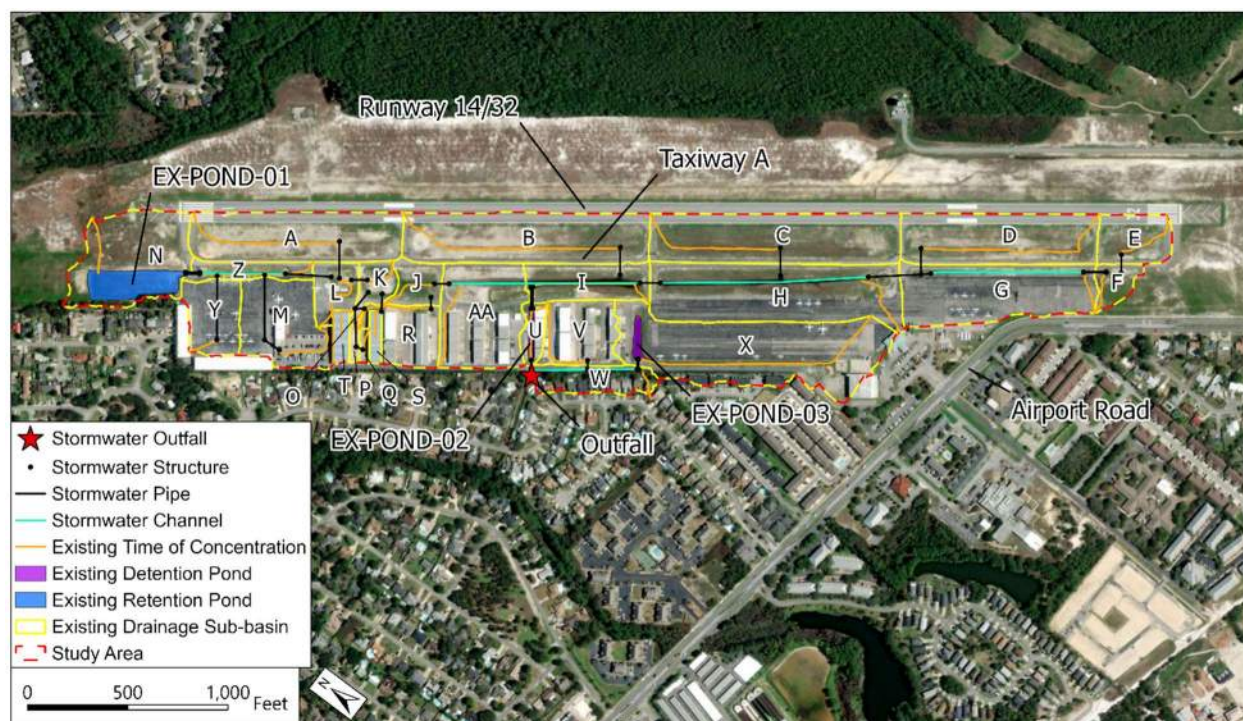 Runway 14/32
Taxiway A
EX-POND-01
A
B
C
D
E
N
Z
K
L
J
I
H
F
G
Y
M
R
AA
U
V
X
W
O
T
P
Q
S
EX-POND-02
Outfall
EX-POND-03
Airport Road
Stormwater Outfall
Stormwater Structure
Stormwater Pipe
Stormwater Channel
Existing Time of Concentration
Existing Detention Pond
Existing Retention Pond
Existing Drainage Sub-basin
Study Area
0 500 1,000 Feet
N